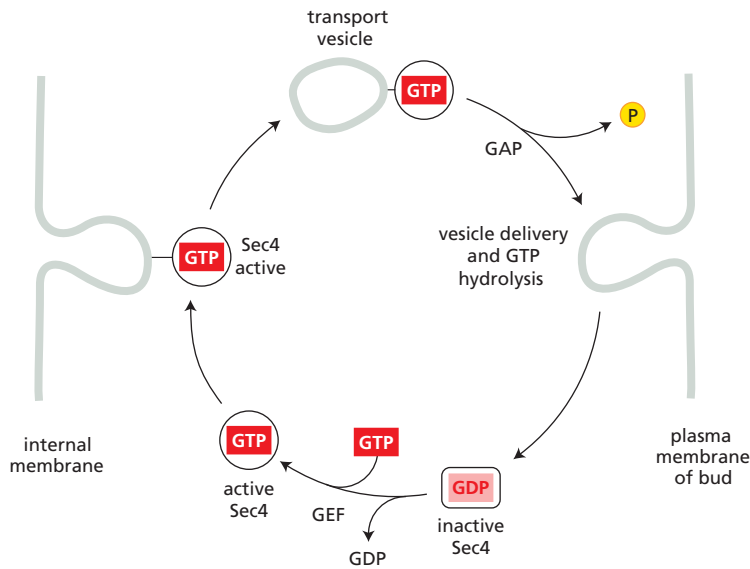 transport
vesicle
GTP
P
GAP
GTP
Sec4
active
vesicle delivery
and GTP
hydrolysis
internal
membrane
GTP
active
Sec4
GTP
GEF
GDP
GDP
inactive
Sec4
plasma
membrane
of bud